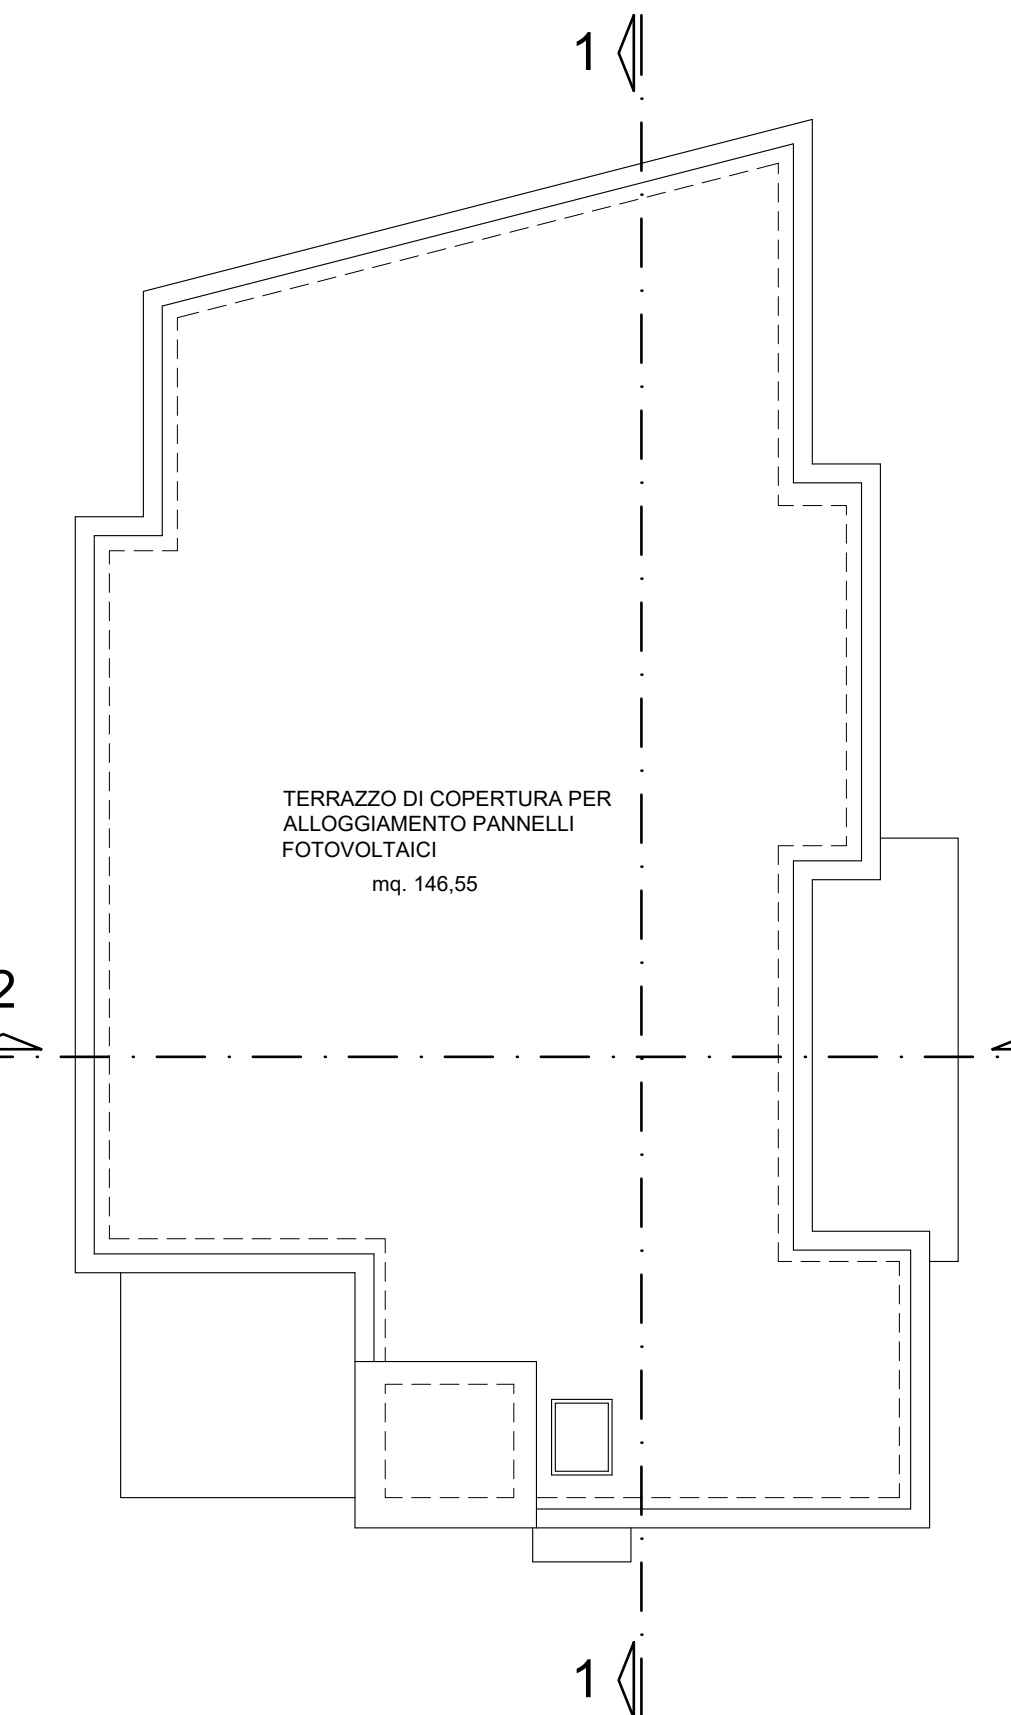 1
TERRAZZO DI COPERTURA PER
ALLOGGIAMENTO PANNELLI
FOTOVOLTAICI
mq. 146,55
2
1